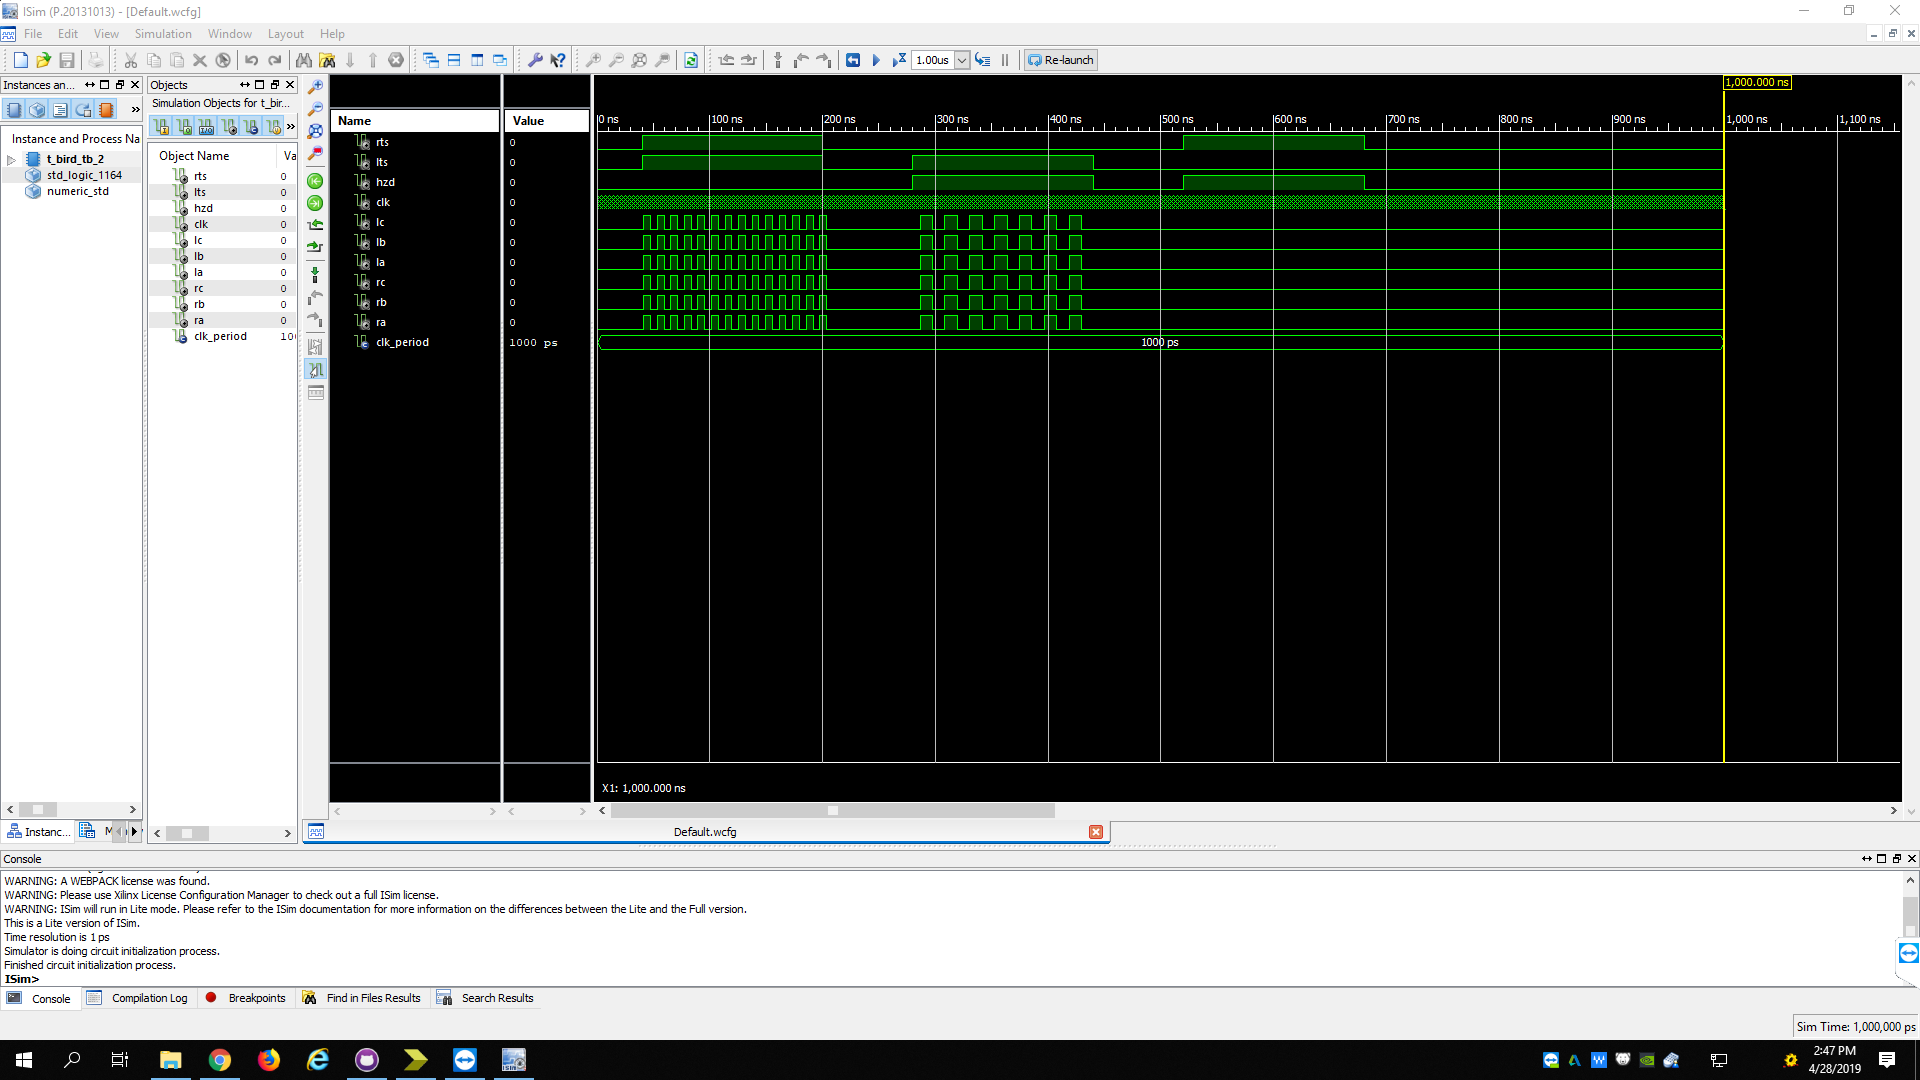 ISim (P.20131013) - [Default.wcfg]
File Edit View Simulation Window Layout Help
1.00us Re-launch
Instances an...
Instance and Process Na
t_bird_tb_2
std_logic_1164
numeric_std
Instanc...
Objects
Simulation Objects for t_bir...
Object Name Va
rts 0
lts 0
hzd 0
clk 0
lc 0
lb 0
la 0
rc 0
rb 0
ra 0
clk_period 10
Name Value
rts 0
lts 0
hzd 0
clk 0
lc 0
lb 0
la 0
rc 0
rb 0
ra 0
clk_period 1000 ps
1,000.000 ns
0 ns 100 ns 200 ns 300 ns 400 ns 500 ns 600 ns 700 ns 800 ns 900 ns 1,000 ns 1,100 ns
1000 ps
X1: 1,000.000 ns
Default.wcfg
Console
WARNING: A WEBPACK license was found.
WARNING: Please use Xilinx License Configuration Manager to check out a full ISim license.
WARNING: ISim will run in Lite mode. Please refer to the ISim documentation for more information on the differences between the Lite and the Full version.
This is a Lite version of ISim.
Time resolution is 1 ps
Simulator is doing circuit initialization process.
Finished circuit initialization process.
ISim>
Console Compilation Log Breakpoints Find in Files Results Search Results
Sim Time: 1,000,000 ps
2:47 PM
4/28/2019